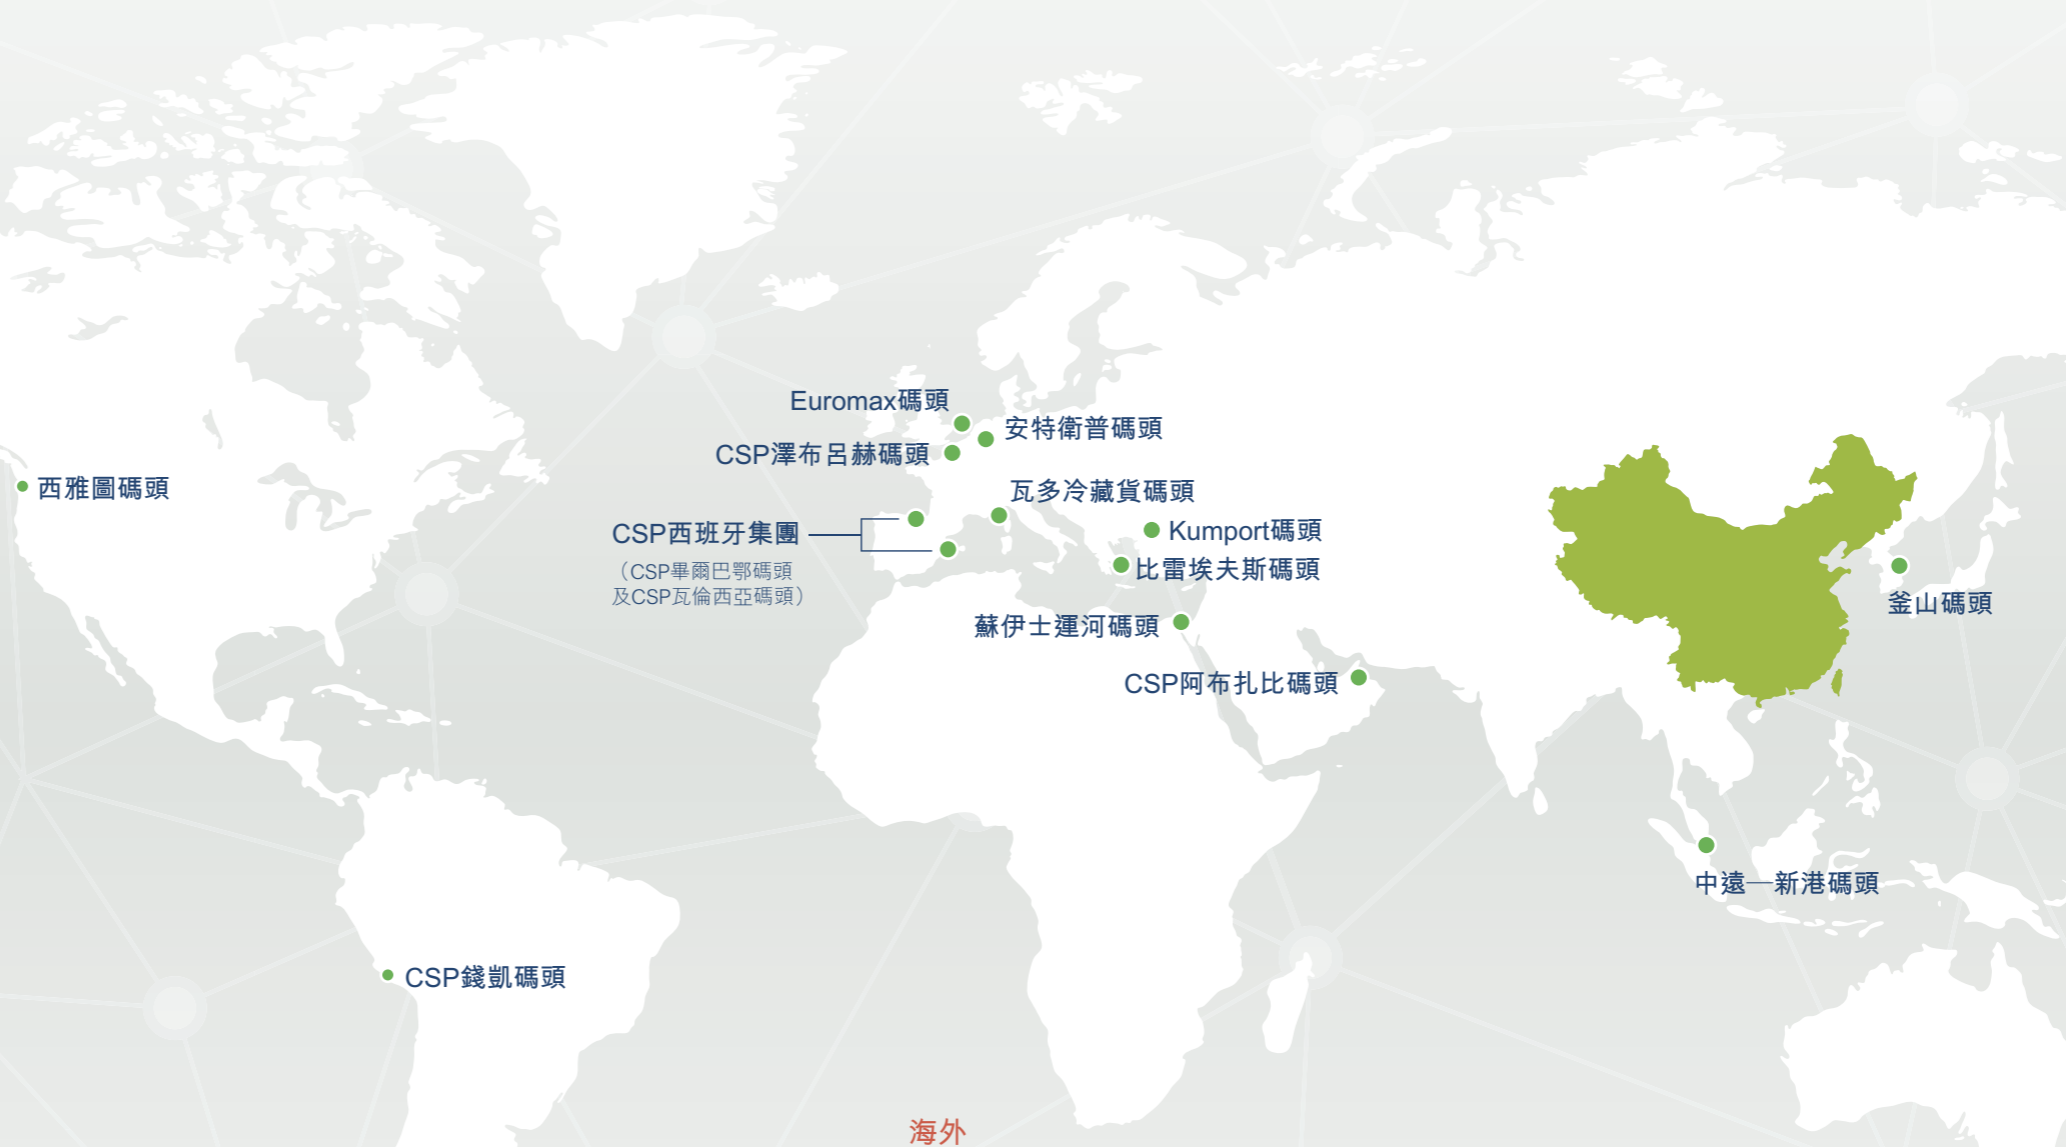 Euromax碼頭
安特衛普碼頭
CSP澤布呂赫碼頭
西雅圖碼頭
瓦多冷藏貨碼頭
CSP西班牙集團
（CSP畢爾巴鄂碼頭
及CSP瓦倫西亞碼頭）
Kumport碼頭
比雷埃夫斯碼頭
釜山碼頭
蘇伊士運河碼頭
CSP阿布扎比碼頭
中遠—新港碼頭
CSP錢凱碼頭
海外